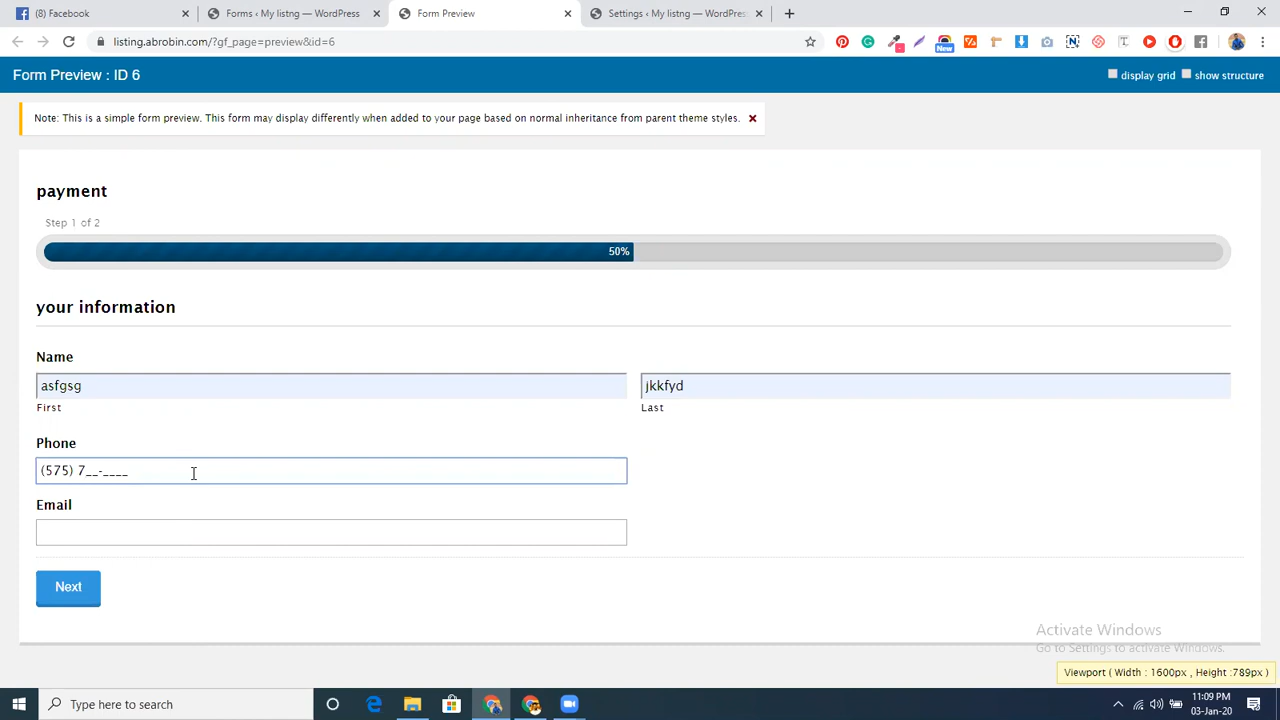 (8) Facebook
Forms ‹ My listng — WordPress
Form Preview
Settings ‹ My listng — WordPress
listing.abrobin.com/?gf_page=preview&id=6
New
Form Preview : ID 6
display grid
show structure
Note: This is a simple form preview. This form may display differently when added to your page based on normal inheritance from parent theme styles.
payment
Step 1 of 2
50%
your information
Name
asfgsg
jkkfyd
First
Last
Phone
(575) 7__-____
Email
Next
Activate Windows
Go to Settings to activate Windows.
Viewport ( Width : 1600px , Height :789px )
Type here to search
11:09 PM
03-Jan-20